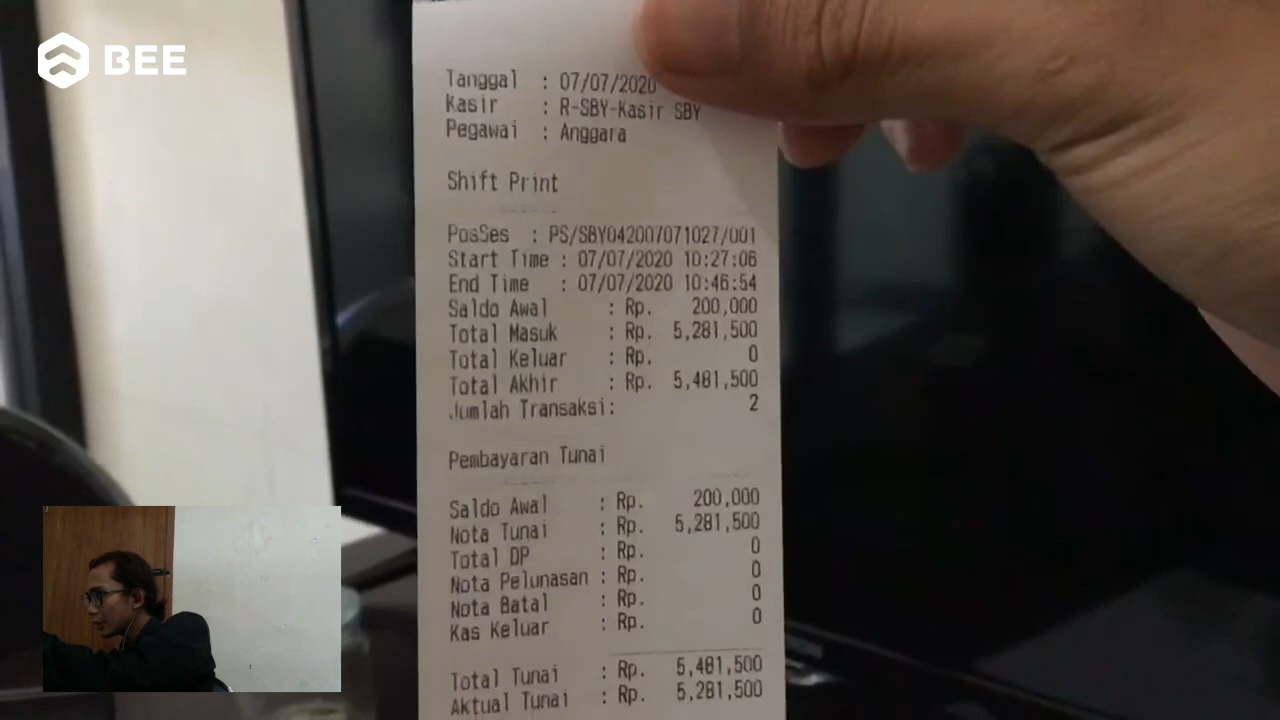 BEE
Tanggal : 07/07/2020
Kasir : R-SBY-Kasir SBY
Pegawai : Anggara
Shift Print
PosSes : PS/SBY042007071027/001
Start Time : 07/07/2020 10:27:06
End Time : 07/07/2020 10:46:54
Saldo Awal : Rp. 200,000
Total Masuk : Rp. 5,281,500
Total Keluar : Rp. 0
Total Akhir : Rp. 5,481,500
Jumlah Transaksi: 2
Pembayaran Tunai
Saldo Awal : Rp. 200,000
Nota Tunai : Rp. 5,281,500
Total DP : Rp. 0
Nota Pelunasan : Rp. 0
Nota Batal : Rp. 0
Kas Keluar : Rp. 0
Total Tunai : Rp. 5,481,500
Aktual Tunai : Rp. 5,281,500